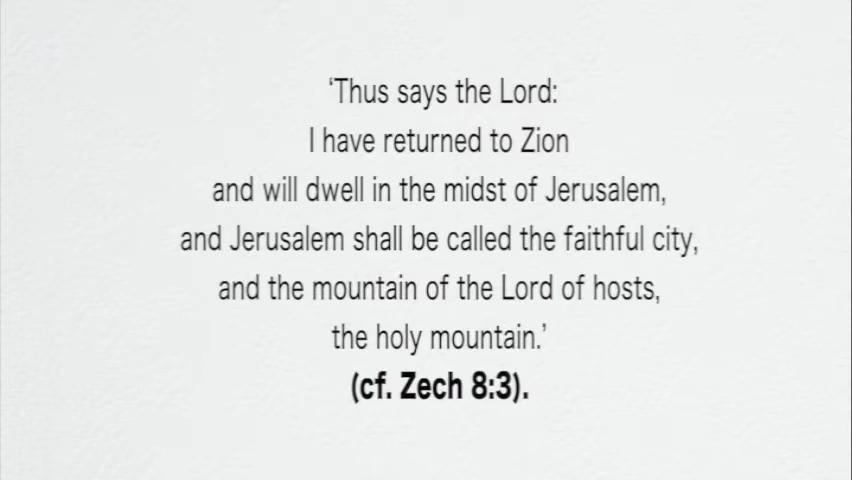 ‘Thus says the Lord:
I have returned to Zion
and will dwell in the midst of Jerusalem,
and Jerusalem shall be called the faithful city,
and the mountain of the Lord of hosts,
the holy mountain.’
(cf. Zech 8:3).